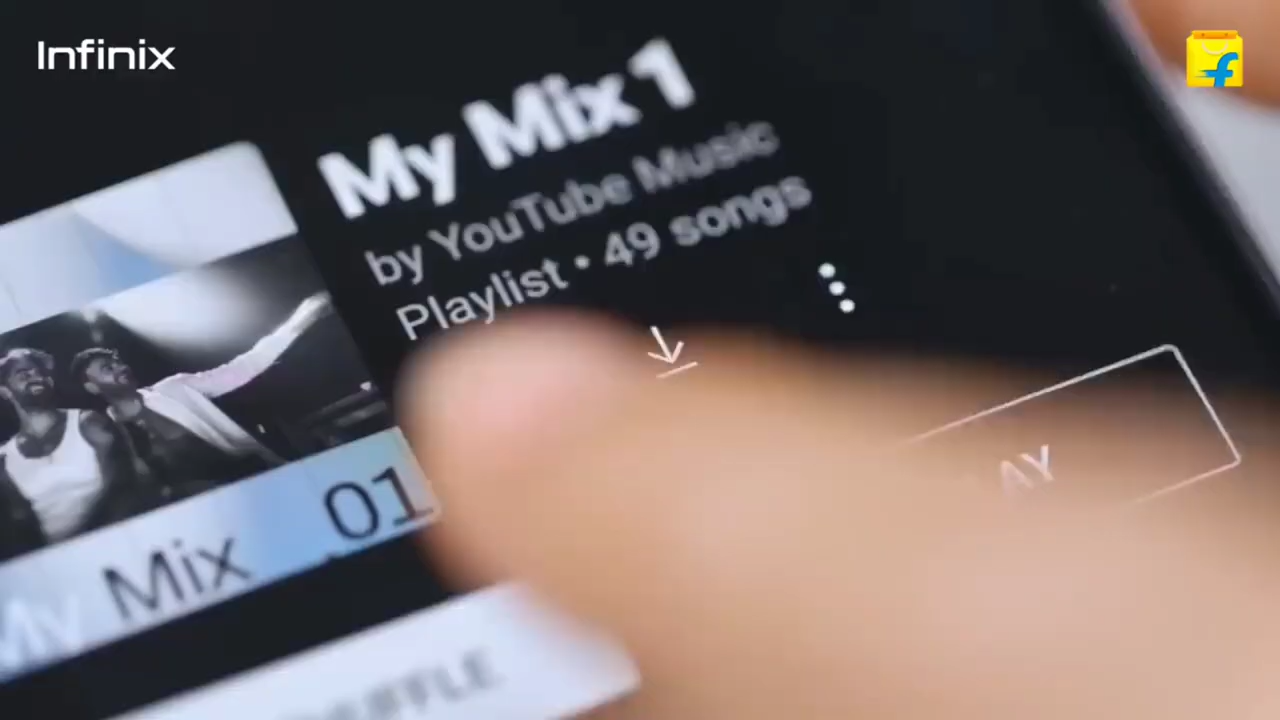 Infinix
My Mix 1
by YouTube Music
Playlist • 49 songs
01
My Mix